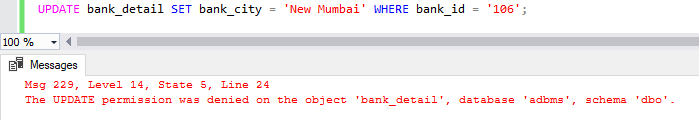 UPDATE bank_detail SET bank_city = 'New Mumbai' WHERE bank_id = '106';
100 %
Messages
Msg 229, Level 14, State 5, Line 24
The UPDATE permission was denied on the object 'bank_detail', database 'adbms', schema 'dbo'.